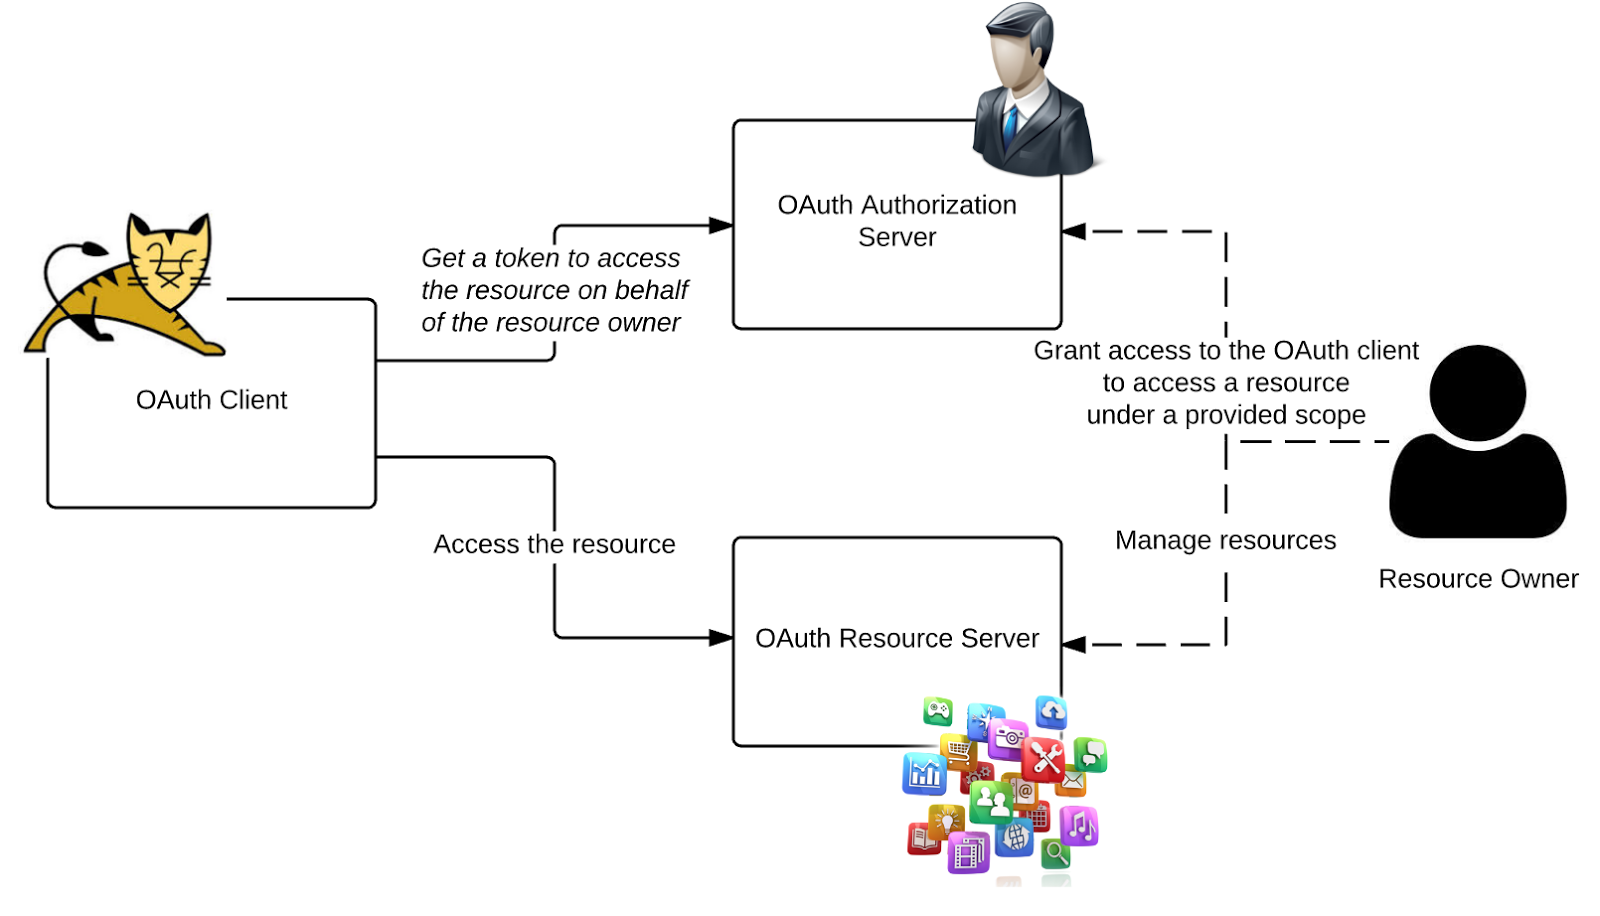 OAuth Authorization
Server
Get a token to access
the resource on behalf
of the resource owner
OAuth Client
Grant access to the OAuth client
to access a resource
under a provided scope
Access the resource
Manage resources
Resource Owner
OAuth Resource Server
@